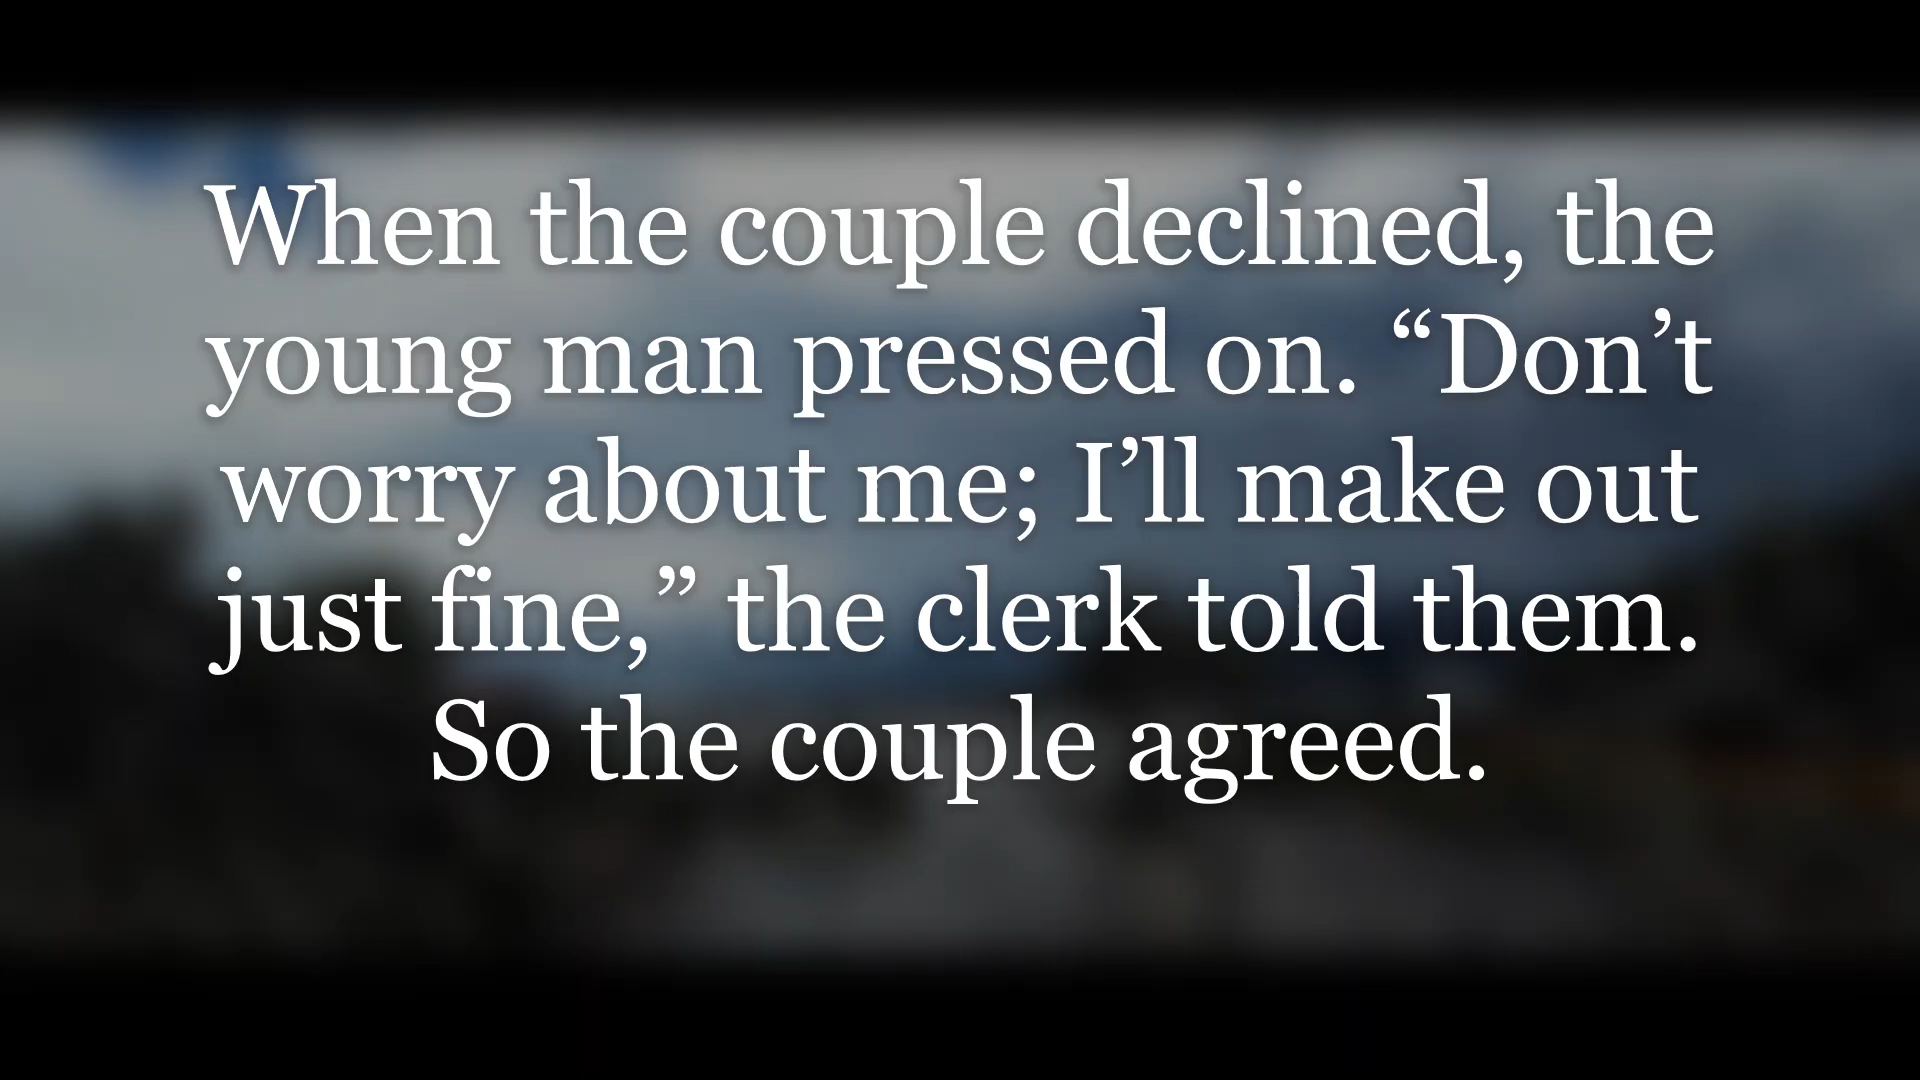 When the couple declined, the
young man pressed on. “Don’t
worry about me; I’ll make out
just fine,” the clerk told them.
So the couple agreed.